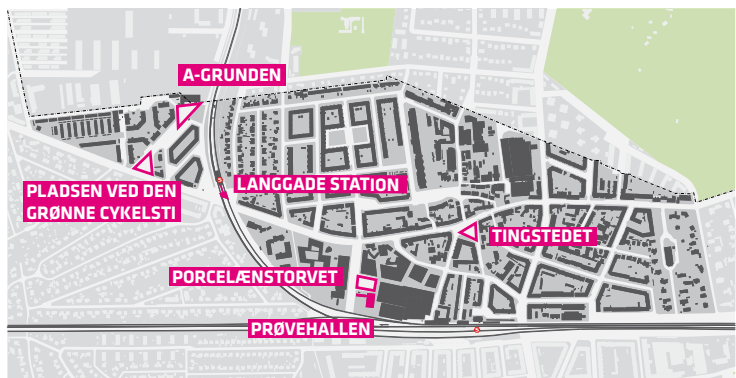 A-GRUNDEN
LANGGADE STATION
PLADSEN VED DEN
GRØNNE CYKELSTI
TINGSTEDET
PORCELÆNSTORVET
PRØVEHALLEN